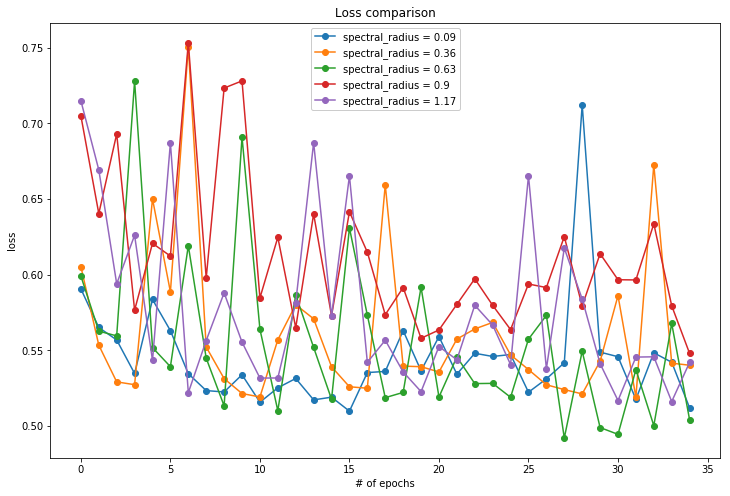 Loss comparison
spectral_radius = 0.09
spectral_radius = 0.36
spectral_radius = 0.63
spectral_radius = 0.9
spectral_radius = 1.17
0.75
0.70
0.65
0.60
0.55
0.50
loss
0 5 10 15 20 25 30 35
# of epochs